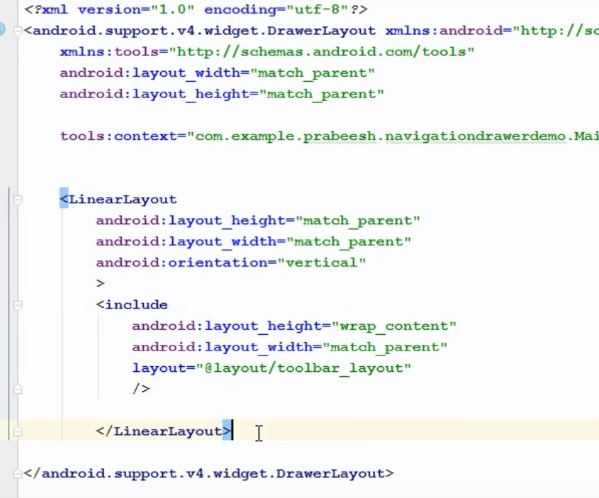 <?xml version="1.0" encoding="utf-8"?>
<android.support.v4.widget.DrawerLayout xmlns:android="http://sc
xmlns:tools="http://schemas.android.com/tools"
android:layout_width="match_parent"
android:layout_height="match_parent"
tools:context="com.example.prabeesh.navigationdrawerdemo.Mai
<LinearLayout
android:layout_height="match_parent"
android:layout_width="match_parent"
android:orientation="vertical"
>
<include
android:layout_height="wrap_content"
android:layout_width="match_parent"
layout="@layout/toolbar_layout"
/>
</LinearLayout>
</android.support.v4.widget.DrawerLayout>